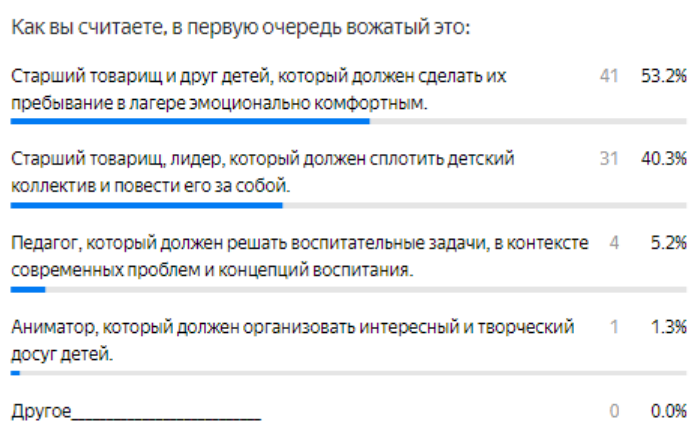 Как вы считаете, в первую очередь вожатый это:
Старший товарищ и друг детей, который должен сделать их 41 53.2%
пребывание в лагере эмоционально комфортным.
Старший товарищ, лидер, который должен сплотить детский 31 40.3%
коллектив и повести его за собой.
Педагог, который должен решать воспитательные задачи, в контексте 4 5.2%
современных проблем и концепций воспитания.
Аниматор, который должен организовать интересный и творческий 1 1.3%
досуг детей.
Другое_______________________ 0 0.0%